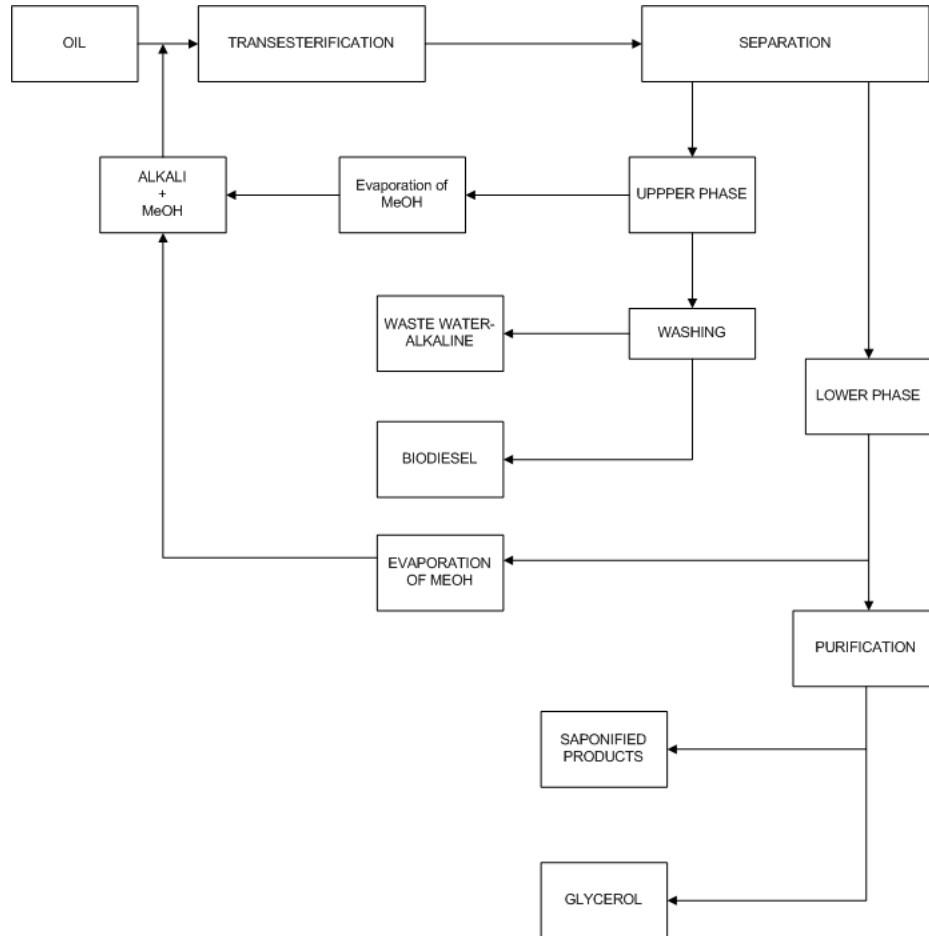 OIL
TRANSESTERIFICATION
SEPARATION
ALKALI
+
MeOH
Evaporation of
MeOH
UPPPER PHASE
WASTE WATER-
ALKALINE
WASHING
LOWER PHASE
BIODIESEL
EVAPORATION
OF MEOH
PURIFICATION
SAPONIFIED
PRODUCTS
GLYCEROL